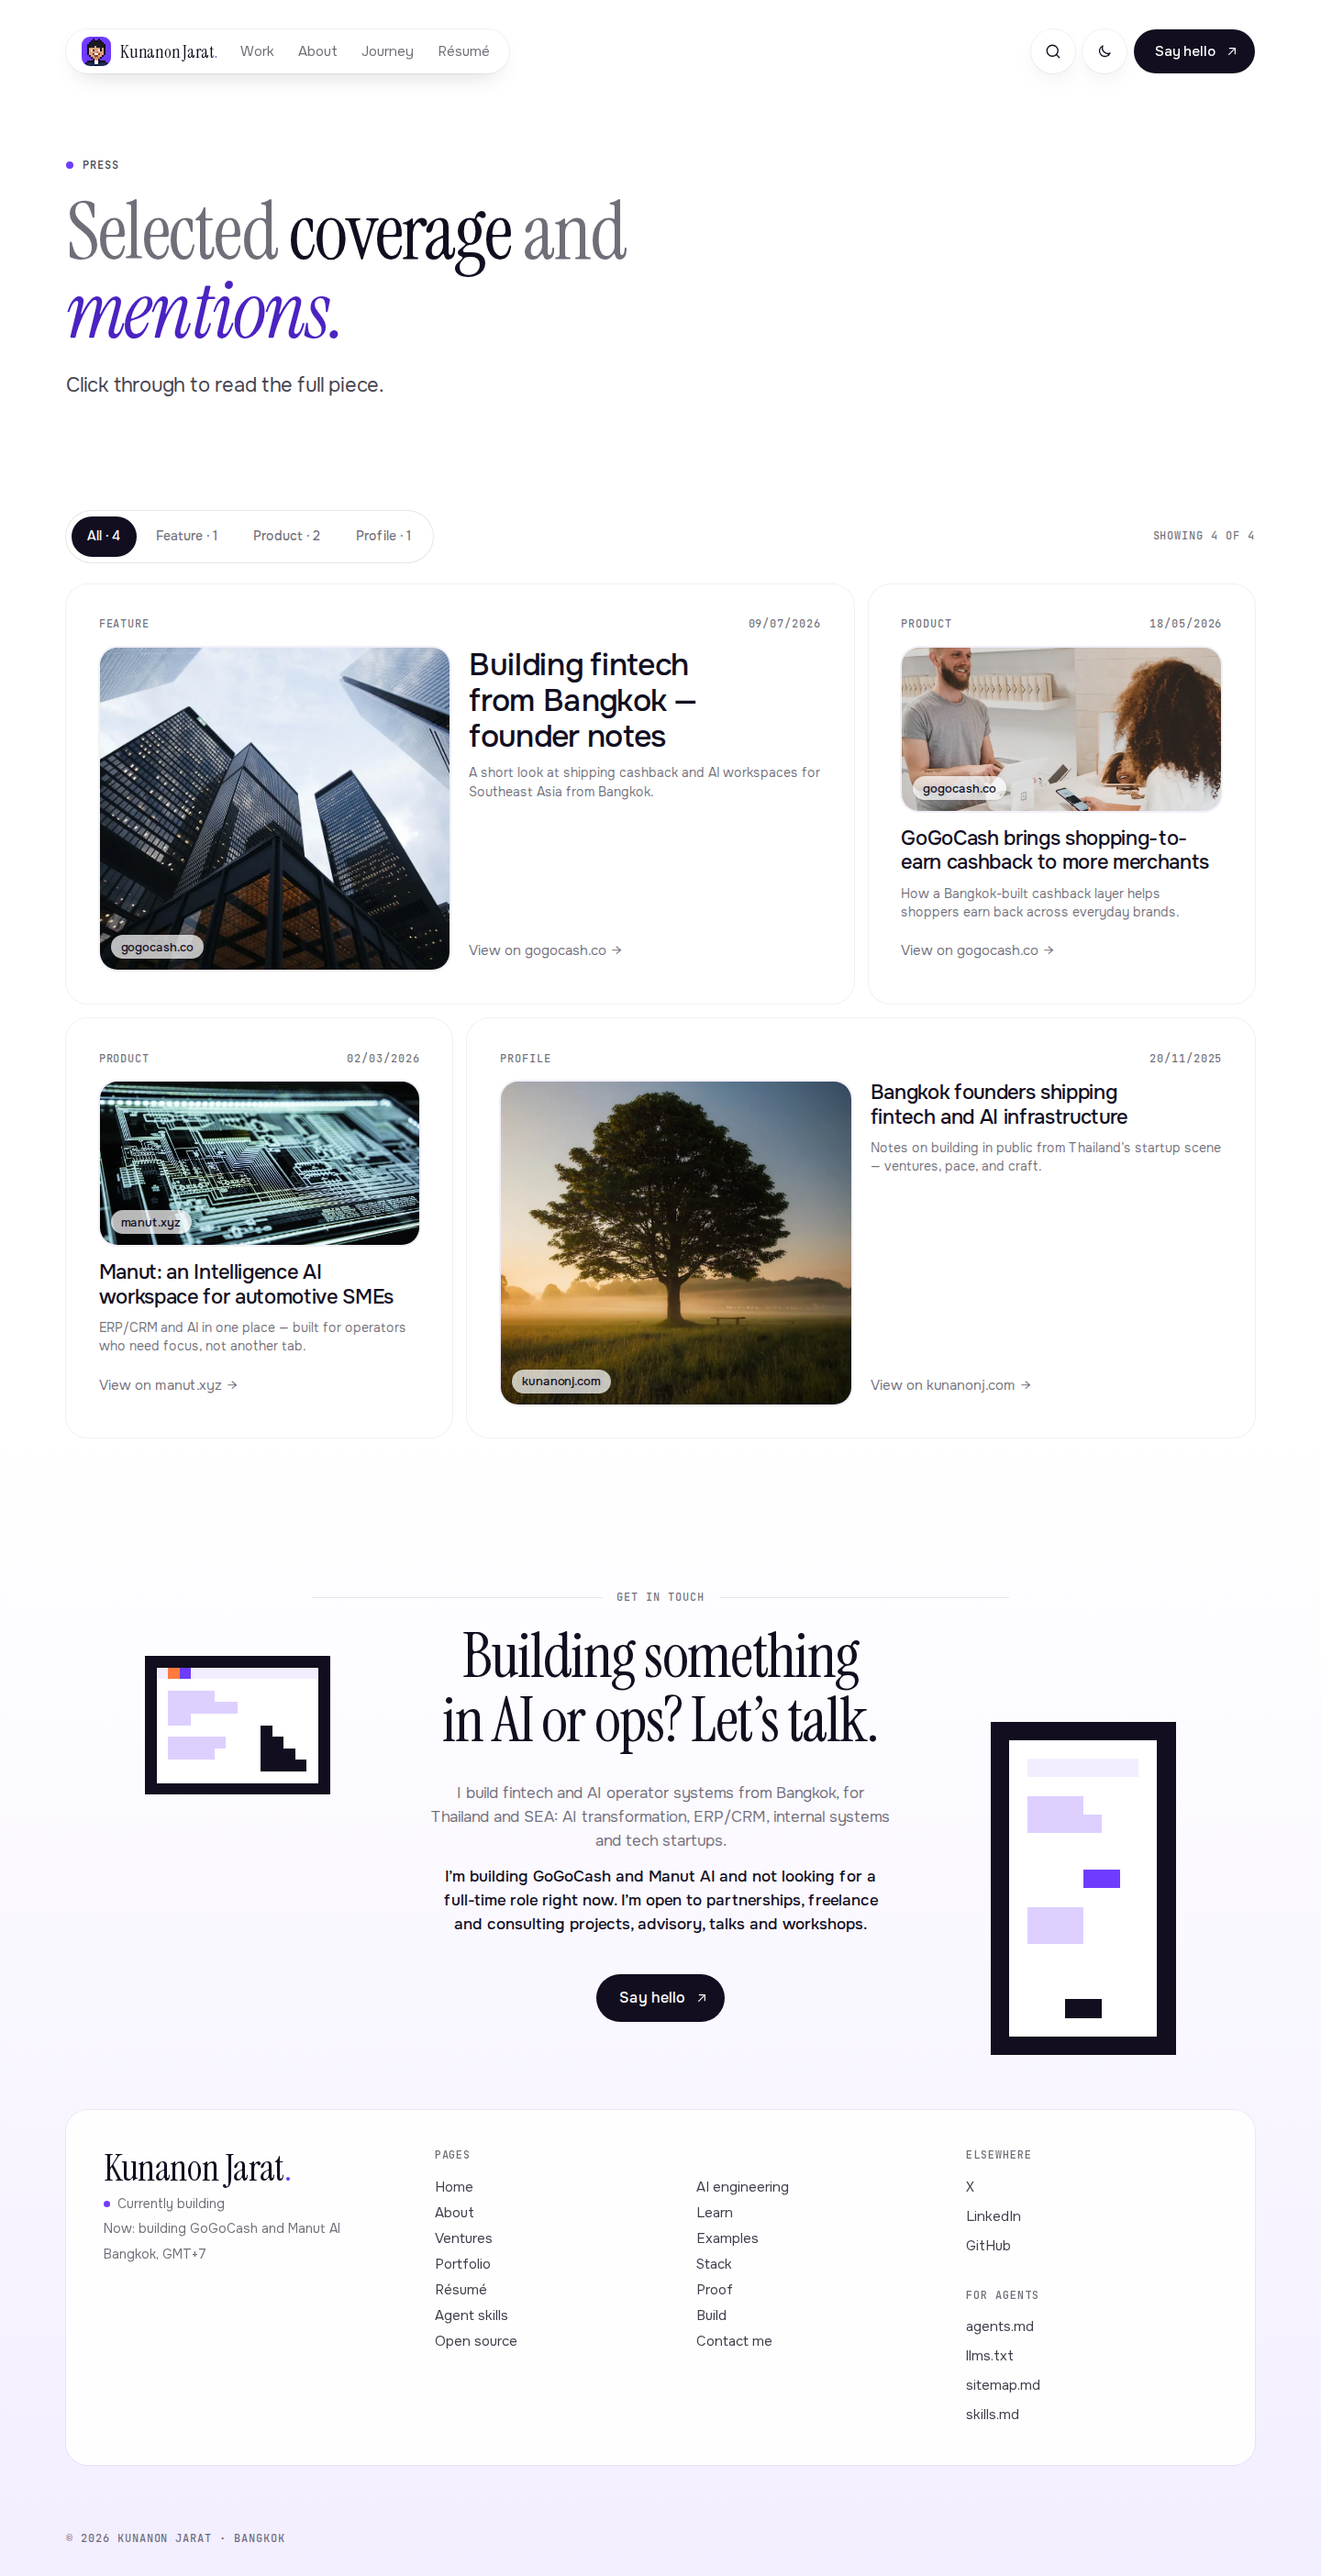 Kunanon Jarat.
Work
About
Journey
Résumé
Say hello
PRESS
Selected coverage and
mentions.
Click through to read the full piece.
All · 4
Feature · 1
Product · 2
Profile · 1
SHOWING 4 OF 4
FEATURE
09/07/2026
gogocash.co
Building fintech
from Bangkok —
founder notes
A short look at shipping cashback and AI workspaces for
Southeast Asia from Bangkok.
View on gogocash.co →
PRODUCT
18/05/2026
gogocash.co
GoGoCash brings shopping-to-
earn cashback to more merchants
How a Bangkok-built cashback layer helps
shoppers earn back across everyday brands.
View on gogocash.co →
PRODUCT
02/03/2026
manut.xyz
Manut: an Intelligence AI
workspace for automotive SMEs
ERP/CRM and AI in one place — built for operators
who need focus, not another tab.
View on manut.xyz →
PROFILE
20/11/2025
kunanonj.com
Bangkok founders shipping
fintech and AI infrastructure
Notes on building in public from Thailand's startup scene
— ventures, pace, and craft.
View on kunanonj.com →
GET IN TOUCH
Building something
in AI or ops? Let's talk.
I build fintech and AI operator systems from Bangkok, for
Thailand and SEA: AI transformation, ERP/CRM, internal systems
and tech startups.
I'm building GoGoCash and Manut AI and not looking for a
full-time role right now. I'm open to partnerships, freelance
and consulting projects, advisory, talks and workshops.
Say hello
Kunanon Jarat.
Currently building
Now: building GoGoCash and Manut AI
Bangkok, GMT+7
PAGES
Home
About
Ventures
Portfolio
Résumé
Agent skills
Open source
AI engineering
Learn
Examples
Stack
Proof
Build
Contact me
ELSEWHERE
X
LinkedIn
GitHub
FOR AGENTS
agents.md
llms.txt
sitemap.md
skills.md
© 2026 KUNANON JARAT · BANGKOK